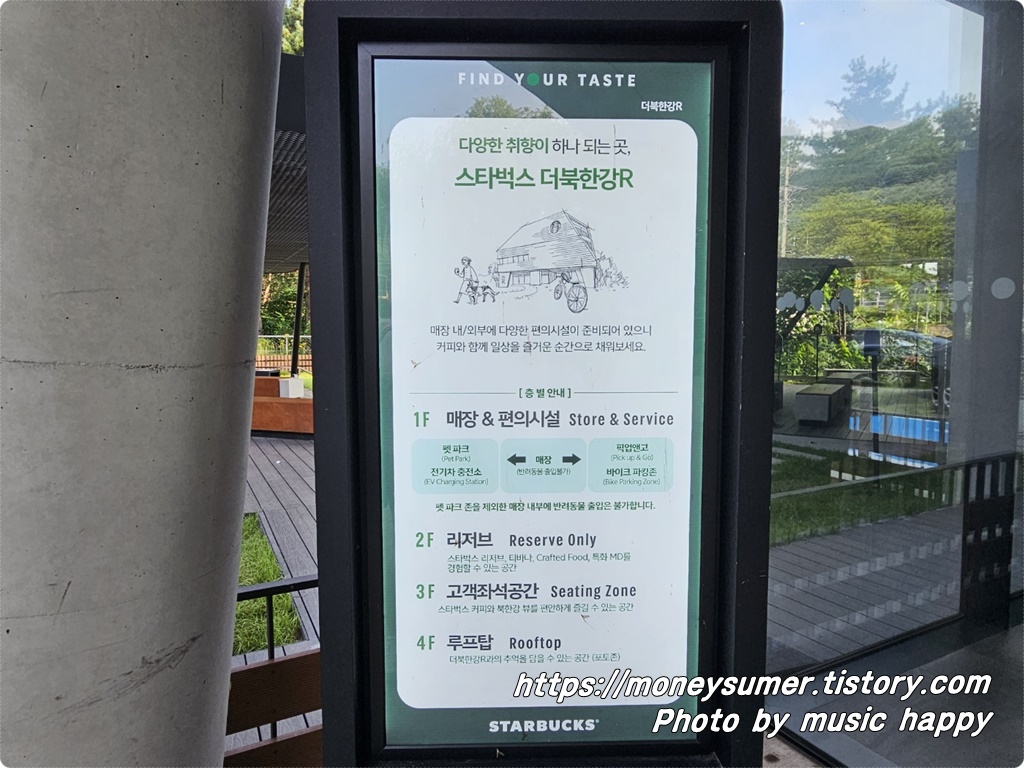 FIND YOUR TASTE
더북한강R
다양한 취향이 하나 되는 곳,
스타벅스 더북한강R
매장 내/외부에 다양한 편의시설이 준비되어 있으니
커피와 함께 일상을 즐거운 순간으로 채워보세요.
[ 층 별 안내 ]
1F 매장 & 편의시설 Store & Service
펫 파크
(Pet Park)
전기차 충전소
(EV Charging Station)
매장
(반려동물 출입불가)
픽업앤고
(Pick up & Go)
바이크 파킹존
(Bike Parking Zone)
펫 파크 존을 제외한 매장 내부에 반려동물 출입은 불가합니다.
2F 리저브 Reserve Only
스타벅스 리저브, 티바나, Crafted Food, 특화 MD를
경험할 수 있는 공간
3F 고객좌석공간 Seating Zone
스타벅스 커피와 북한강 뷰를 편안하게 즐길 수 있는 공간
4F 루프탑 Rooftop
더북한강R과의 추억을 담을 수 있는 공간 (포토존)
STARBUCKS®
https://moneysumer.tistory.com
Photo by music happy